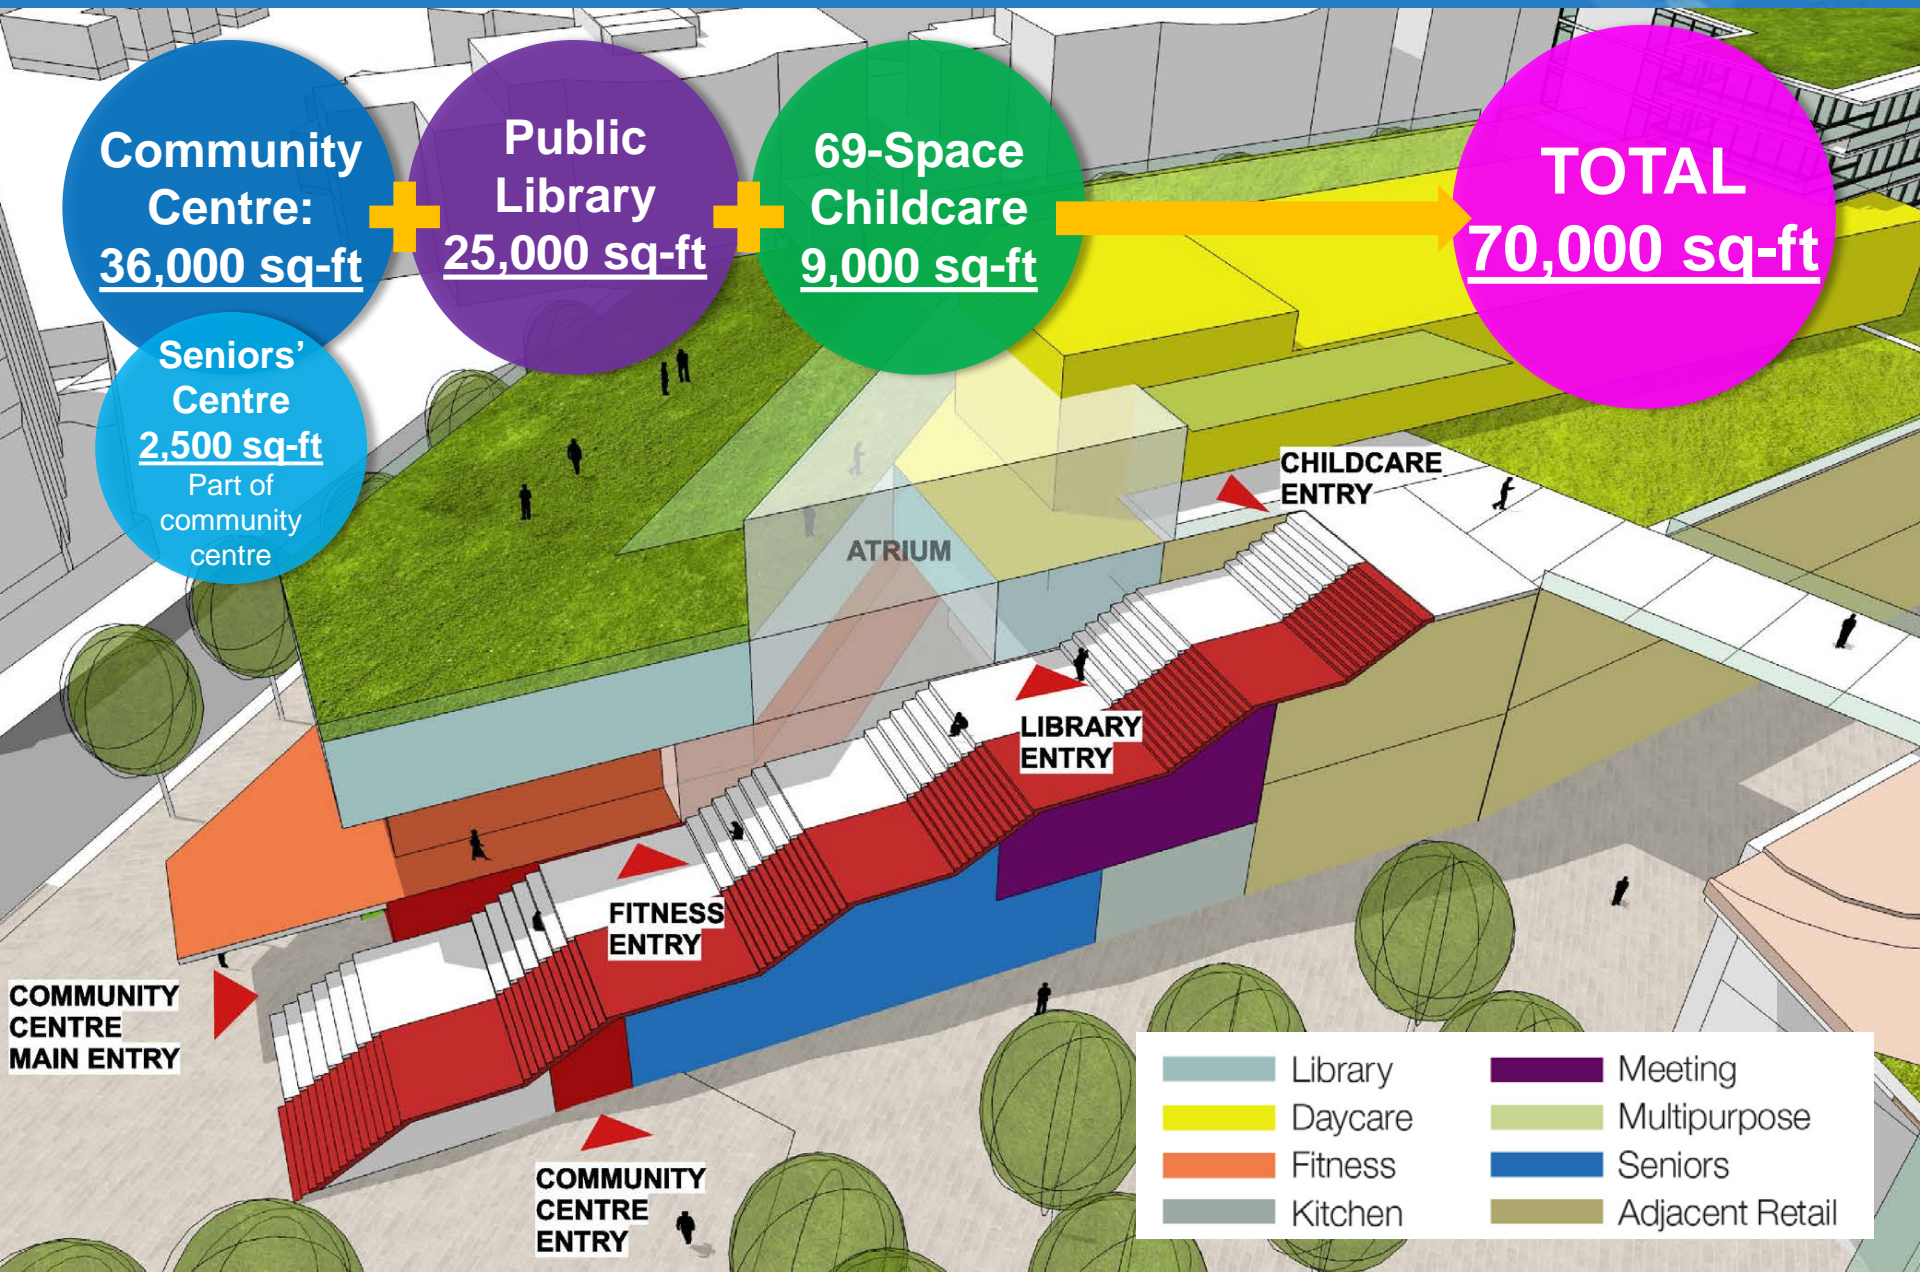 Community
Centre:
36,000 sq-ft
Public
Library
25,000 sq-ft
69-Space
Childcare
9,000 sq-ft
TOTAL
70,000 sq-ft
Seniors’
Centre
2,500 sq-ft
Part of
community
centre
CHILDCARE
ENTRY
ATRIUM
LIBRARY
ENTRY
FITNESS
ENTRY
COMMUNITY
CENTRE
MAIN ENTRY
COMMUNITY
CENTRE
ENTRY
Library
Daycare
Fitness
Kitchen
Meeting
Multipurpose
Seniors
Adjacent Retail